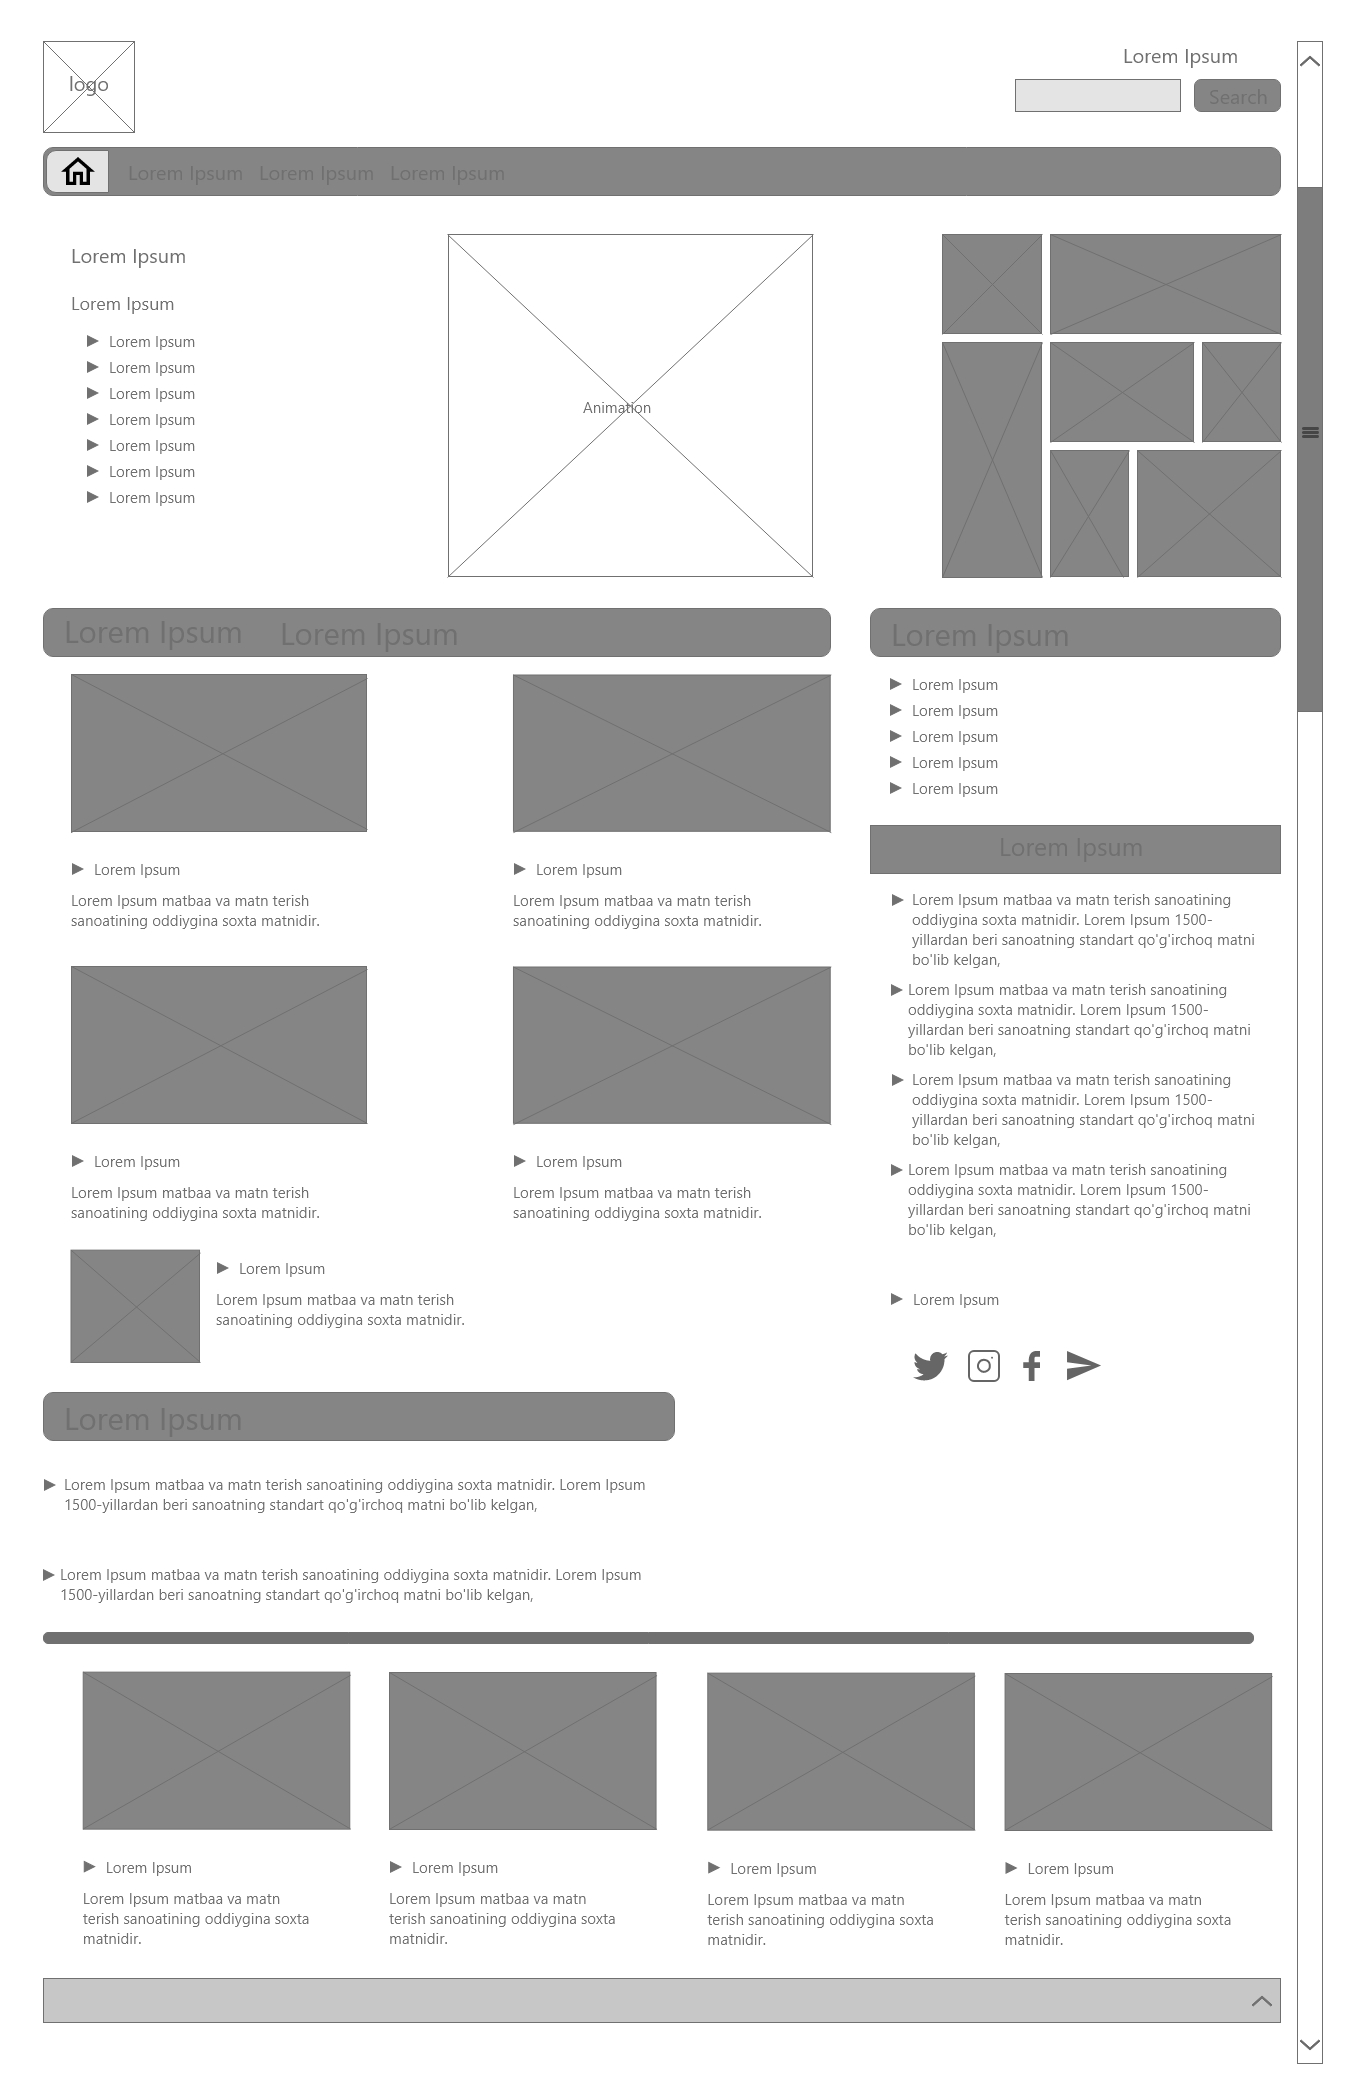 logo
Lorem Ipsum
Search
Lorem Ipsum Lorem Ipsum Lorem Ipsum
Lorem Ipsum
Lorem Ipsum
Lorem Ipsum
Lorem Ipsum
Lorem Ipsum
Lorem Ipsum
Lorem Ipsum
Lorem Ipsum
Lorem Ipsum
Animation
Lorem Ipsum Lorem Ipsum
Lorem Ipsum
Lorem Ipsum matbaa va matn terish
sanoatining oddiygina soxta matnidir.
Lorem Ipsum
Lorem Ipsum matbaa va matn terish
sanoatining oddiygina soxta matnidir.
Lorem Ipsum
Lorem Ipsum matbaa va matn terish
sanoatining oddiygina soxta matnidir.
Lorem Ipsum
Lorem Ipsum matbaa va matn terish
sanoatining oddiygina soxta matnidir.
Lorem Ipsum
Lorem Ipsum matbaa va matn terish
sanoatining oddiygina soxta matnidir.
Lorem Ipsum
Lorem Ipsum
Lorem Ipsum
Lorem Ipsum
Lorem Ipsum
Lorem Ipsum
Lorem Ipsum
Lorem Ipsum matbaa va matn terish sanoatining
oddiygina soxta matnidir. Lorem Ipsum 1500-
yillardan beri sanoatning standart qo'g'irchoq matni
bo'lib kelgan,
Lorem Ipsum matbaa va matn terish sanoatining
oddiygina soxta matnidir. Lorem Ipsum 1500-
yillardan beri sanoatning standart qo'g'irchoq matni
bo'lib kelgan,
Lorem Ipsum matbaa va matn terish sanoatining
oddiygina soxta matnidir. Lorem Ipsum 1500-
yillardan beri sanoatning standart qo'g'irchoq matni
bo'lib kelgan,
Lorem Ipsum matbaa va matn terish sanoatining
oddiygina soxta matnidir. Lorem Ipsum 1500-
yillardan beri sanoatning standart qo'g'irchoq matni
bo'lib kelgan,
Lorem Ipsum
Lorem Ipsum
Lorem Ipsum matbaa va matn terish sanoatining oddiygina soxta matnidir. Lorem Ipsum
1500-yillardan beri sanoatning standart qo'g'irchoq matni bo'lib kelgan,
Lorem Ipsum matbaa va matn terish sanoatining oddiygina soxta matnidir. Lorem Ipsum
1500-yillardan beri sanoatning standart qo'g'irchoq matni bo'lib kelgan,
Lorem Ipsum
Lorem Ipsum matbaa va matn
terish sanoatining oddiygina soxta
matnidir.
Lorem Ipsum
Lorem Ipsum matbaa va matn
terish sanoatining oddiygina soxta
matnidir.
Lorem Ipsum
Lorem Ipsum matbaa va matn
terish sanoatining oddiygina soxta
matnidir.
Lorem Ipsum
Lorem Ipsum matbaa va matn
terish sanoatining oddiygina soxta
matnidir.